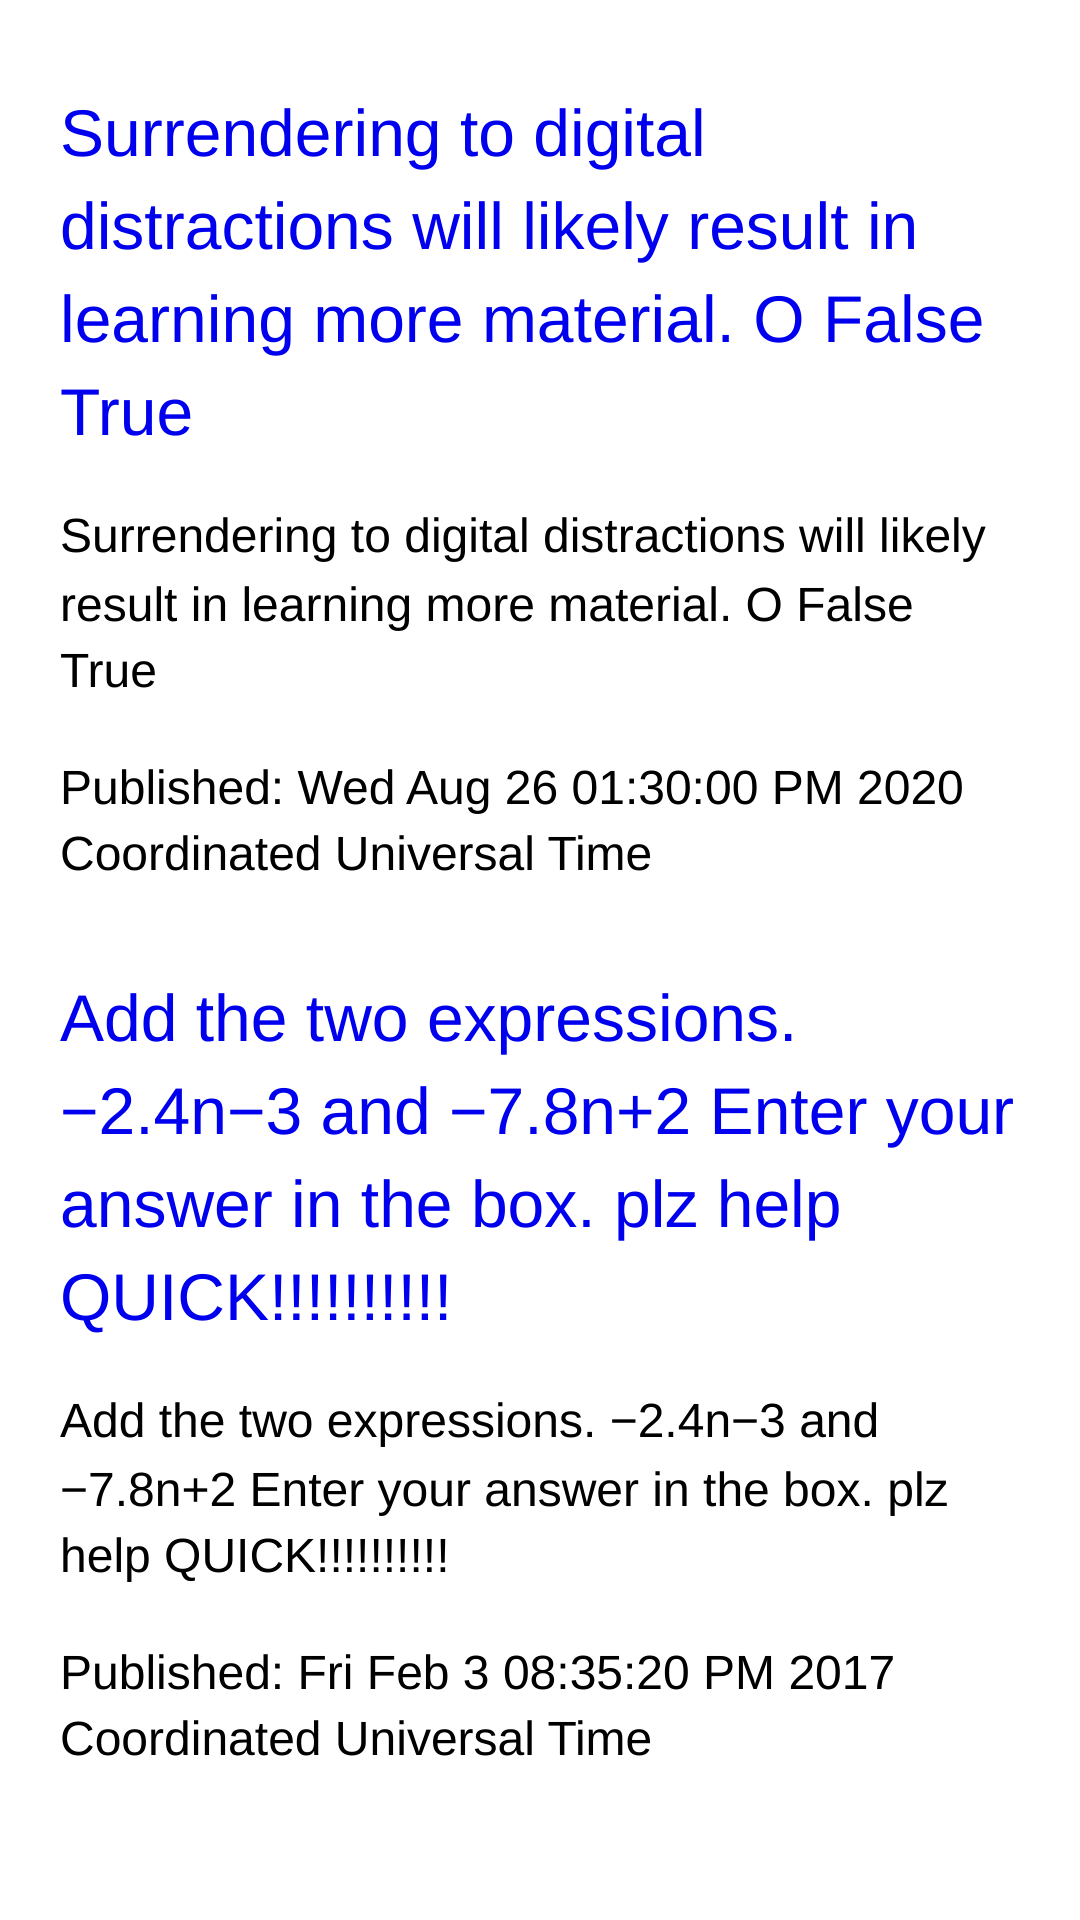 Surrendering to digital
distractions will likely result in
learning more material. O False
True
Surrendering to digital distractions will likely
result in learning more material. O False
True
Published: Wed Aug 26 01:30:00 PM 2020
Coordinated Universal Time
Add the two expressions.
−2.4n−3 and −7.8n+2 Enter your
answer in the box. plz help
QUICK!!!!!!!!!!
Add the two expressions. −2.4n−3 and
−7.8n+2 Enter your answer in the box. plz
help QUICK!!!!!!!!!!
Published: Fri Feb 3 08:35:20 PM 2017
Coordinated Universal Time